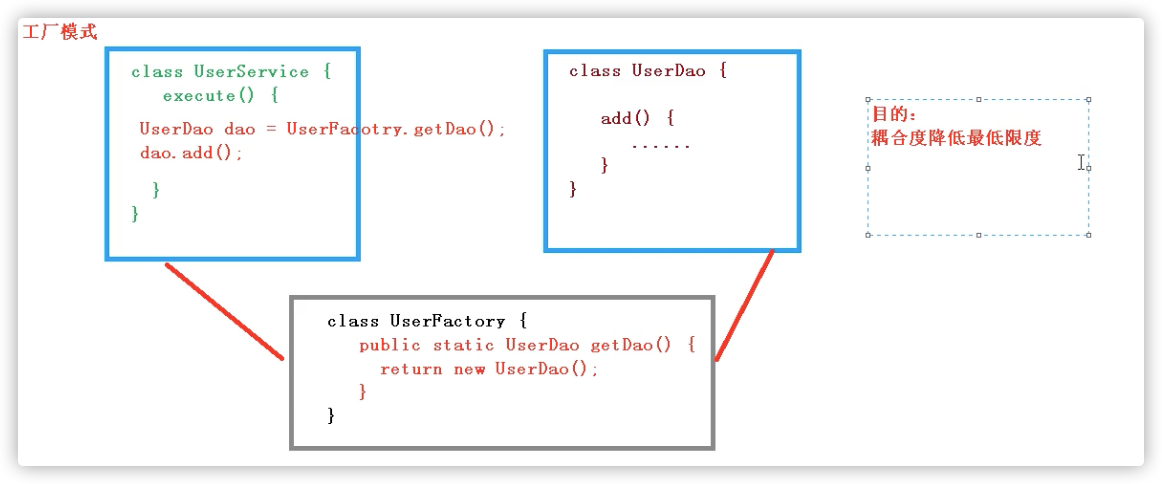 工厂模式
class UserService {
execute() {
UserDao dao = UserFacotry.getDao();
dao.add();
}
}
class UserDao {
add() {
......
}
}
目的：
耦合度降低最低限度
class UserFactory {
public static UserDao getDao() {
return new UserDao();
}
}